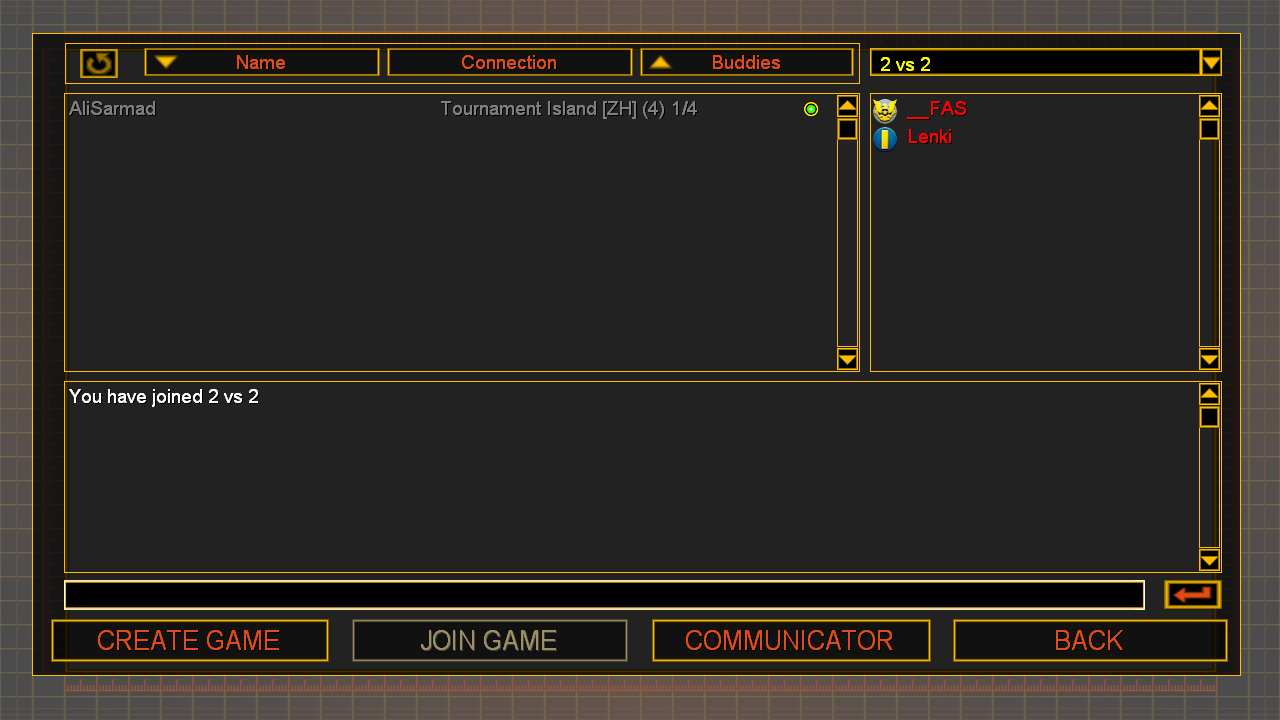 Name Connection Buddies 2 vs 2
AliSarmad Tournament Island [ZH] (4) 1/4
__FAS
Lenki
You have joined 2 vs 2
CREATE GAME JOIN GAME COMMUNICATOR BACK